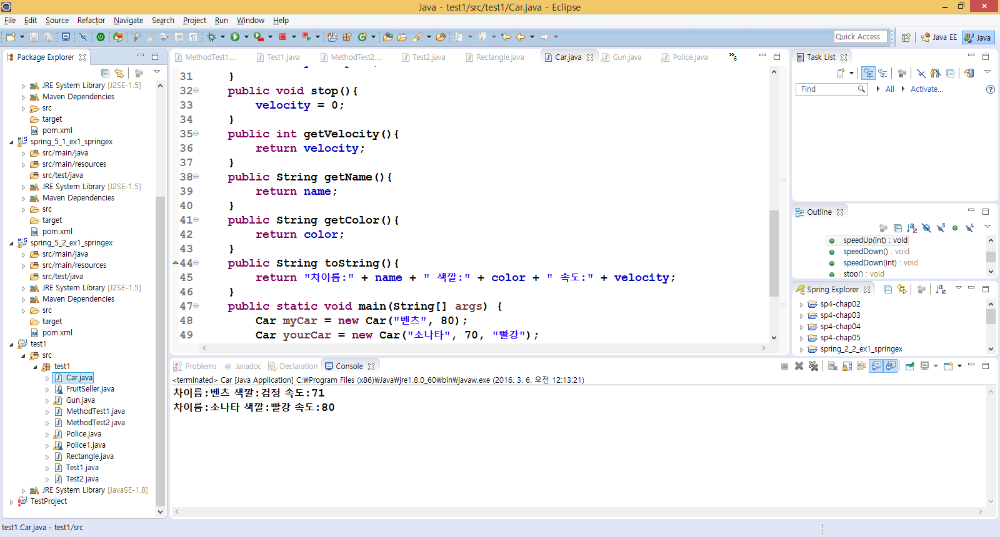 Java - test1/src/test1/Car.java - Eclipse
File Edit Source Refactor Navigate Search Project Run Window Help
Quick Access
Java EE
Java
Package Explorer
JRE System Library [J2SE-1.5]
Maven Dependencies
src
target
pom.xml
spring_5_1_ex1_springex
src/main/java
src/main/resources
src/test/java
JRE System Library [J2SE-1.5]
Maven Dependencies
src
target
pom.xml
spring_5_2_ex1_springex
src/main/java
src/main/resources
src/test/java
JRE System Library [J2SE-1.5]
Maven Dependencies
src
target
pom.xml
test1
src
test1
Car.java
FruitSeller.java
Gun.java
MethodTest1.java
MethodTest2.java
Police.java
Police1.java
Rectangle.java
Test1.java
Test2.java
JRE System Library [JavaSE-1.8]
TestProject
MethodTest1.... Test1.java MethodTest2.... Test2.java Rectangle.java Car.java Gun.java Police.java »6
31 }
32 public void stop(){
33 velocity = 0;
34 }
35 public int getVelocity(){
36 return velocity;
37 }
38 public String getName(){
39 return name;
40 }
41 public String getColor(){
42 return color;
43 }
44 public String toString(){
45 return "차이름:" + name + " 색깔:" + color + " 속도:" + velocity;
46 }
47 public static void main(String[] args) {
48 Car myCar = new Car("벤츠", 80);
49 Car yourCar = new Car("소나타", 70, "빨강");
Problems @ Javadoc Declaration Console
<terminated> Car [Java Application] C:₩Program Files (x86)₩Java₩jre1.8.0_60₩bin₩javaw.exe (2016. 3. 6. 오전 12:13:21)
차이름:벤츠 색깔:검정 속도:71
차이름:소나타 색깔:빨강 속도:80
Task List
Find All Activate...
Outline
speedUp(int) : void
speedDown() : void
speedDown(int) : void
stop() : void
Spring Explorer
sp4-chap02
sp4-chap03
sp4-chap04
sp4-chap05
spring_2_2_ex1_springex
test1.Car.java - test1/src